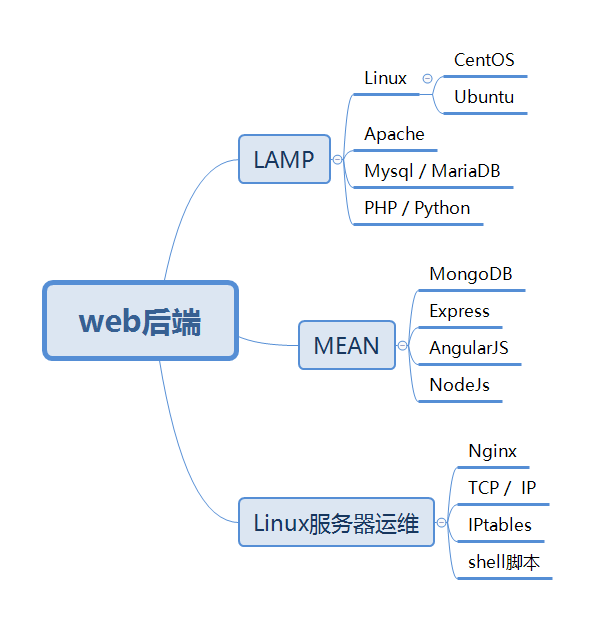 web后端
LAMP
Linux
CentOS
Ubuntu
Apache
Mysql / MariaDB
PHP / Python
MEAN
MongoDB
Express
AngularJS
NodeJs
Linux服务器运维
Nginx
TCP / IP
IPtables
shell脚本